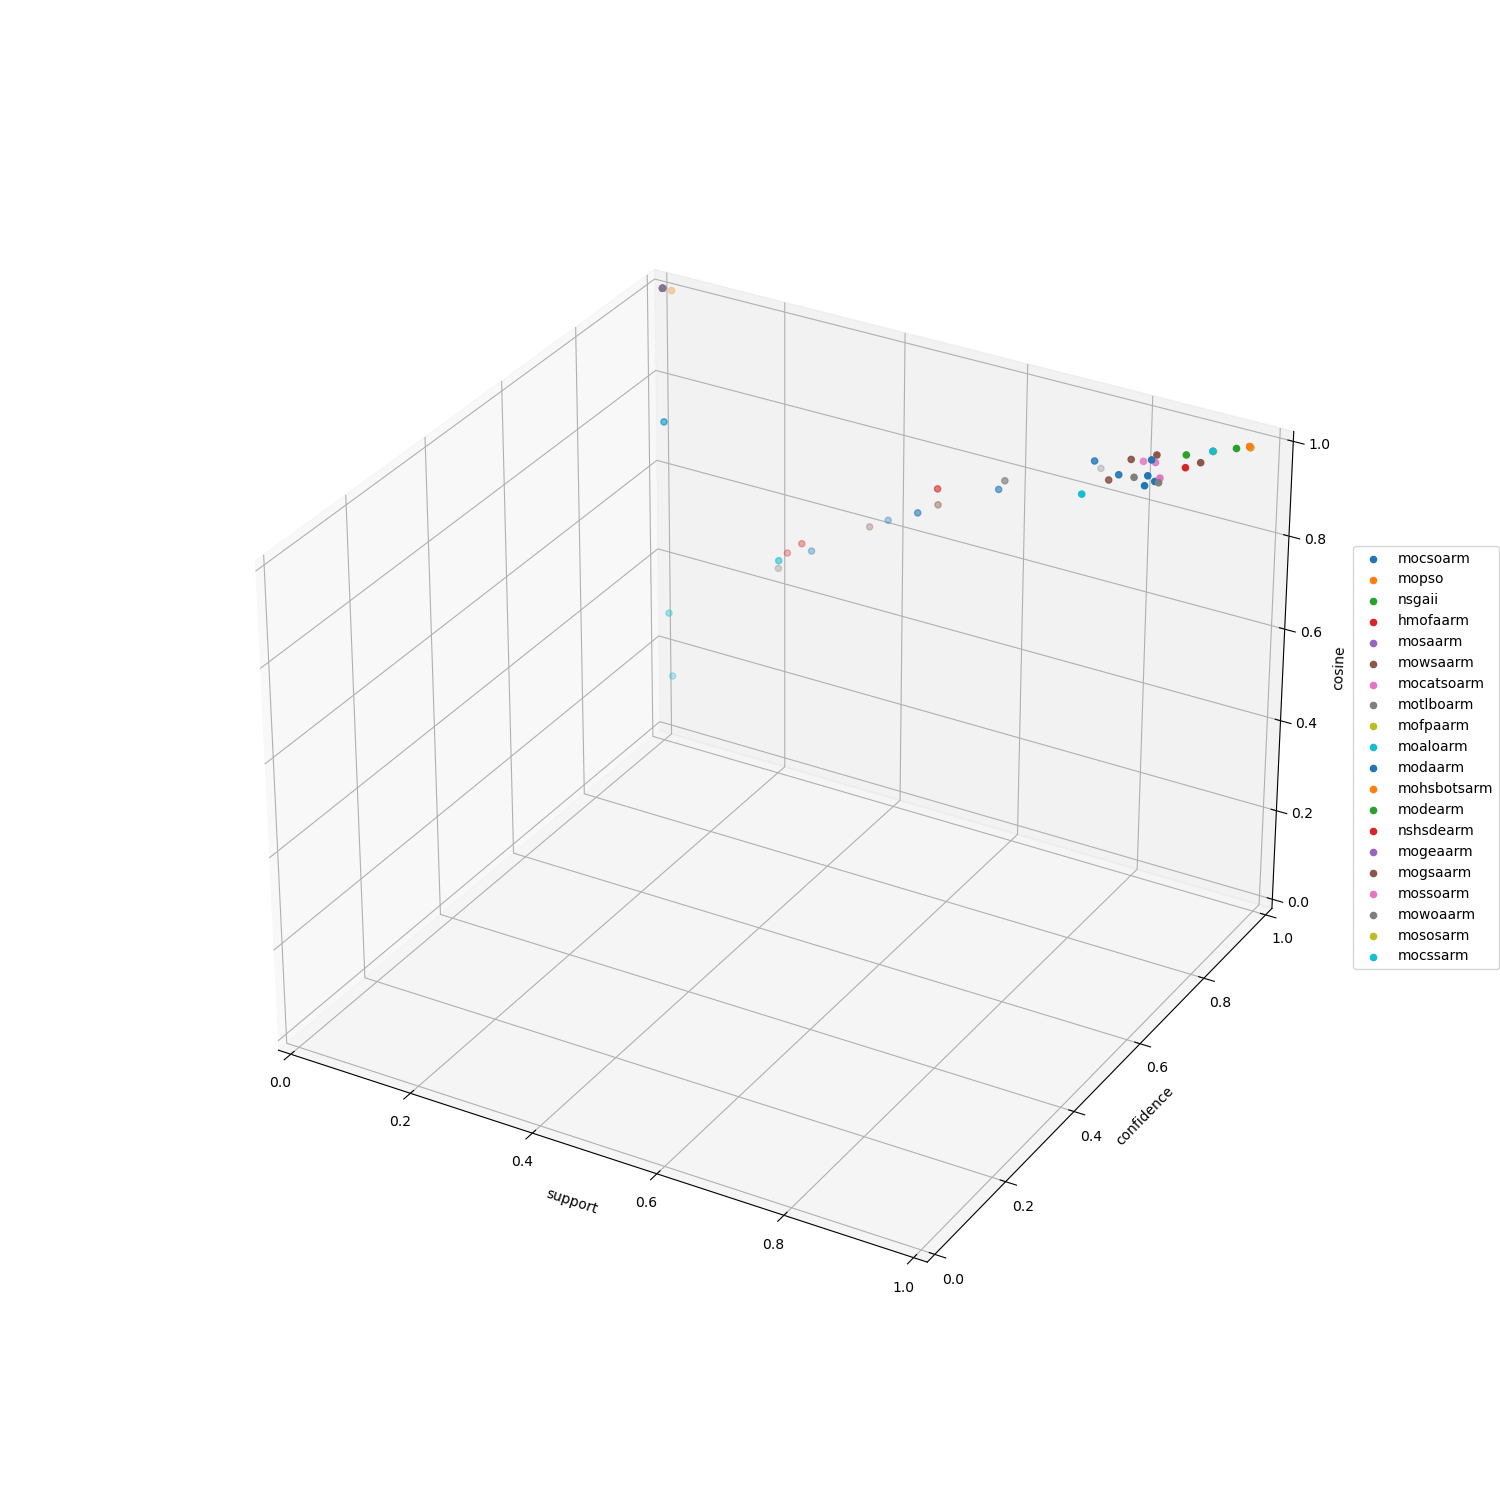 1.0
0.8
0.6
cosine
0.4
0.2
0.0
1.0
0.8
0.6
confidence
0.4
0.2
0.0
0.0
0.2
0.4
support
0.6
0.8
1.0
mocsoarm
mopso
nsgaii
hmofaarm
mosaarm
mowsaarm
mocatsoarm
motlboarm
mofpaarm
moaloarm
modaarm
mohsbotsarm
modearm
nshsdearm
mogeaarm
mogsaarm
mossoarm
mowoaarm
mososarm
mocssarm